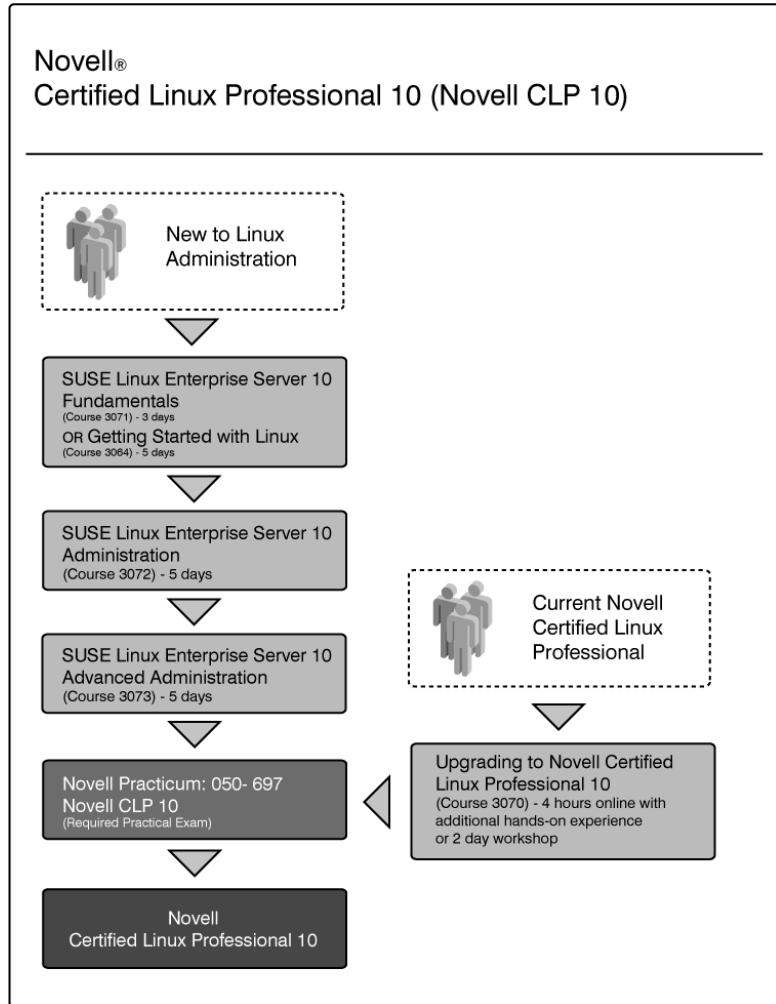 Novell®
Certified Linux Professional 10 (Novell CLP 10)
New to Linux
Administration
SUSE Linux Enterprise Server 10
Fundamentals
(Course 3071) - 3 days
OR Getting Started with Linux
(Course 3064) - 5 days
SUSE Linux Enterprise Server 10
Administration
(Course 3072) - 5 days
SUSE Linux Enterprise Server 10
Advanced Administration
(Course 3073) - 5 days
Current Novell
Certified Linux
Professional
Upgrading to Novell Certified
Linux Professional 10
(Course 3070) - 4 hours online with
additional hands-on experience
or 2 day workshop
Novell Practicum: 050- 697
Novell CLP 10
(Required Practical Exam)
Novell
Certified Linux Professional 10